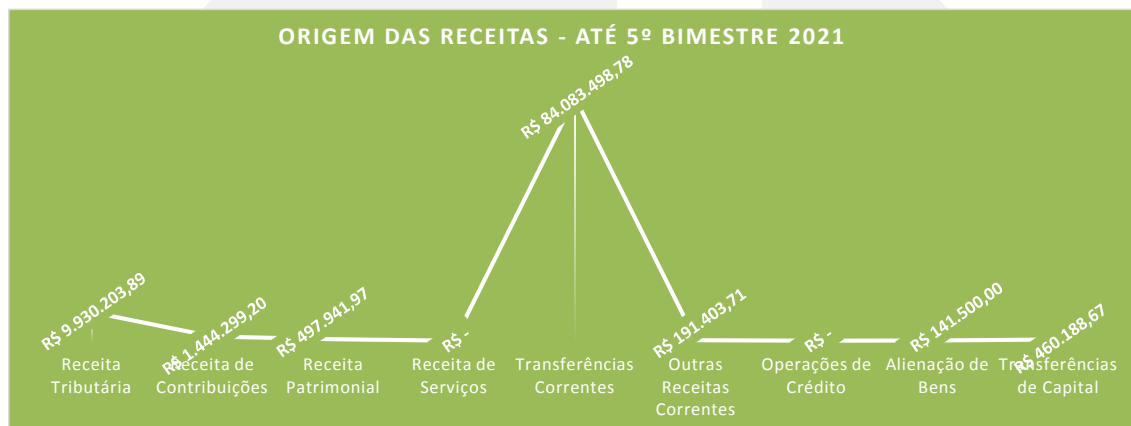 ORIGEM DAS RECEITAS - ATÉ 5º BIMESTRE 2021
R$ 84.083.498,78
R$ 9.930.203,89
R$ 1.444.299,20
R$ 497.941,97
R$ -
R$ 191.403,71
R$ -
R$ 141.500,00
R$ 460.188,67
Receita
Tributária
Receita de
Contribuições
Receita
Patrimonial
Receita de
Serviços
Transferências
Correntes
Outras
Receitas
Correntes
Operações de
Crédito
Alienação de
Bens
Transferências
de Capital